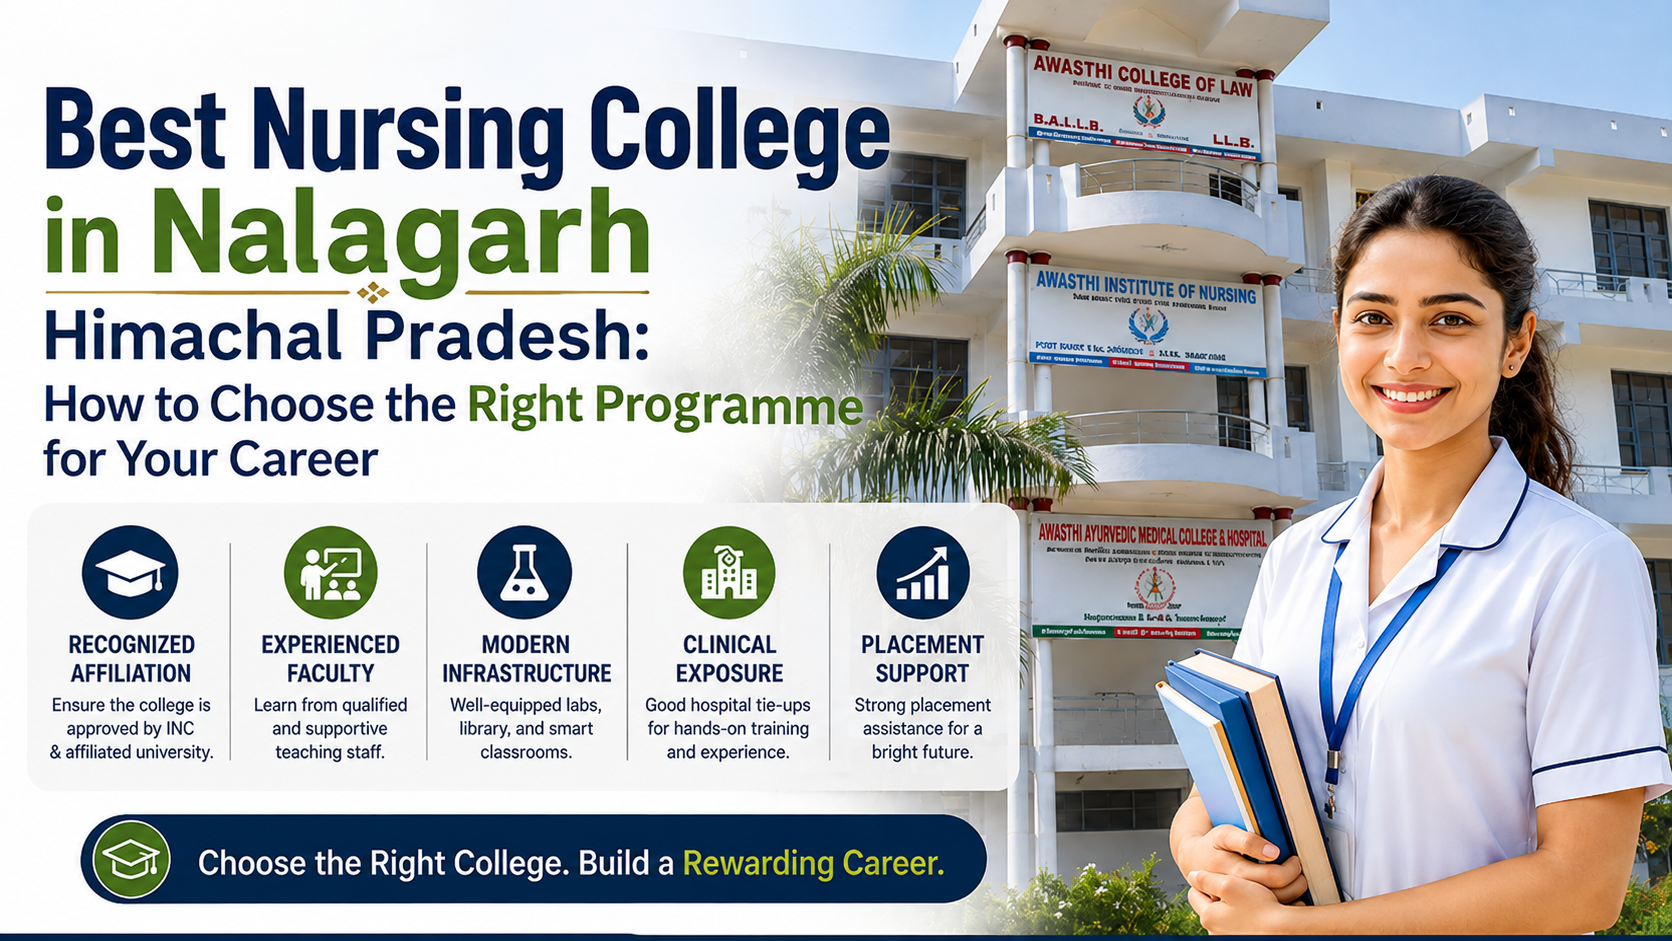 Best Nursing College
in Nalagarh
Himachal Pradesh:
How to Choose the Right Programme
for Your Career
RECOGNIZED
AFFILIATION
Ensure the college is
approved by INC
& affiliated university.
EXPERIENCED
FACULTY
Learn from qualified
and supportive
teaching staff.
MODERN
INFRASTRUCTURE
Well-equipped labs,
library, and smart
classrooms.
CLINICAL
EXPOSURE
Good hospital tie-ups
for hands-on training
and experience.
PLACEMENT
SUPPORT
Strong placement
assistance for a
bright future.
Choose the Right College. Build a Rewarding Career.
AWASTHI COLLEGE OF LAW
B.A.L.L.B.
LL.B.
AWASTHI INSTITUTE OF NURSING
AWASTHI AYURVEDIC MEDICAL COLLEGE & HOSPITAL